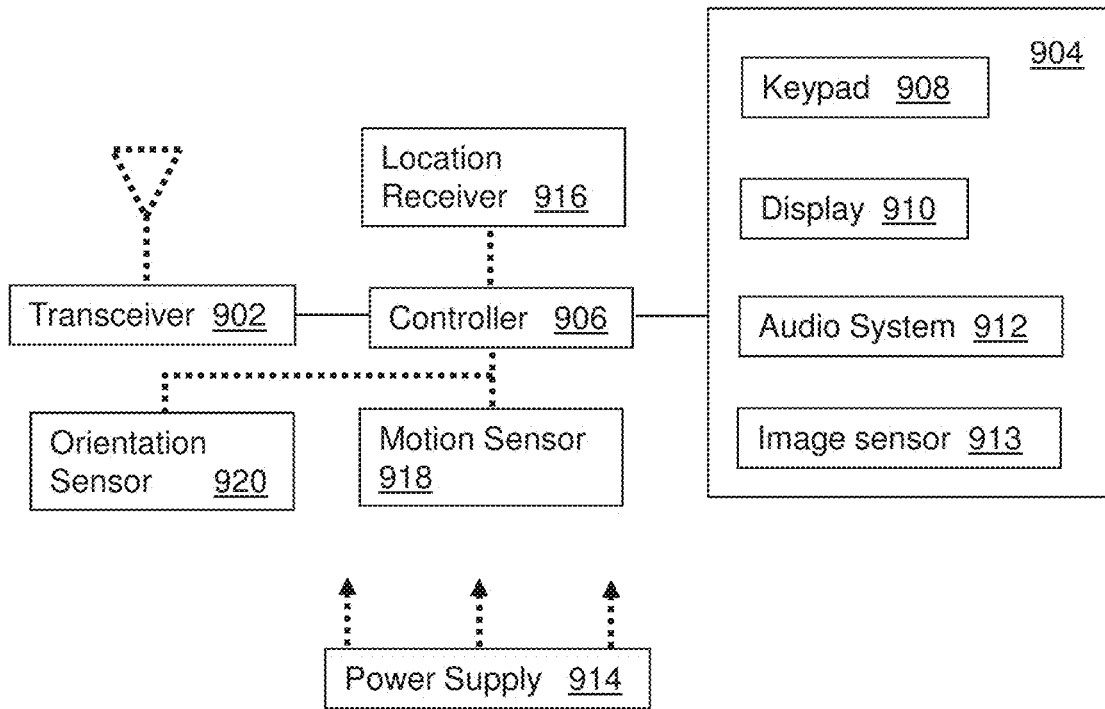 904
Keypad 908
Location
Receiver 916
Display 910
Transceiver 902
Controller 906
Audio System 912
Orientation
Sensor 920
Motion Sensor
918
Image sensor 913
Power Supply 914